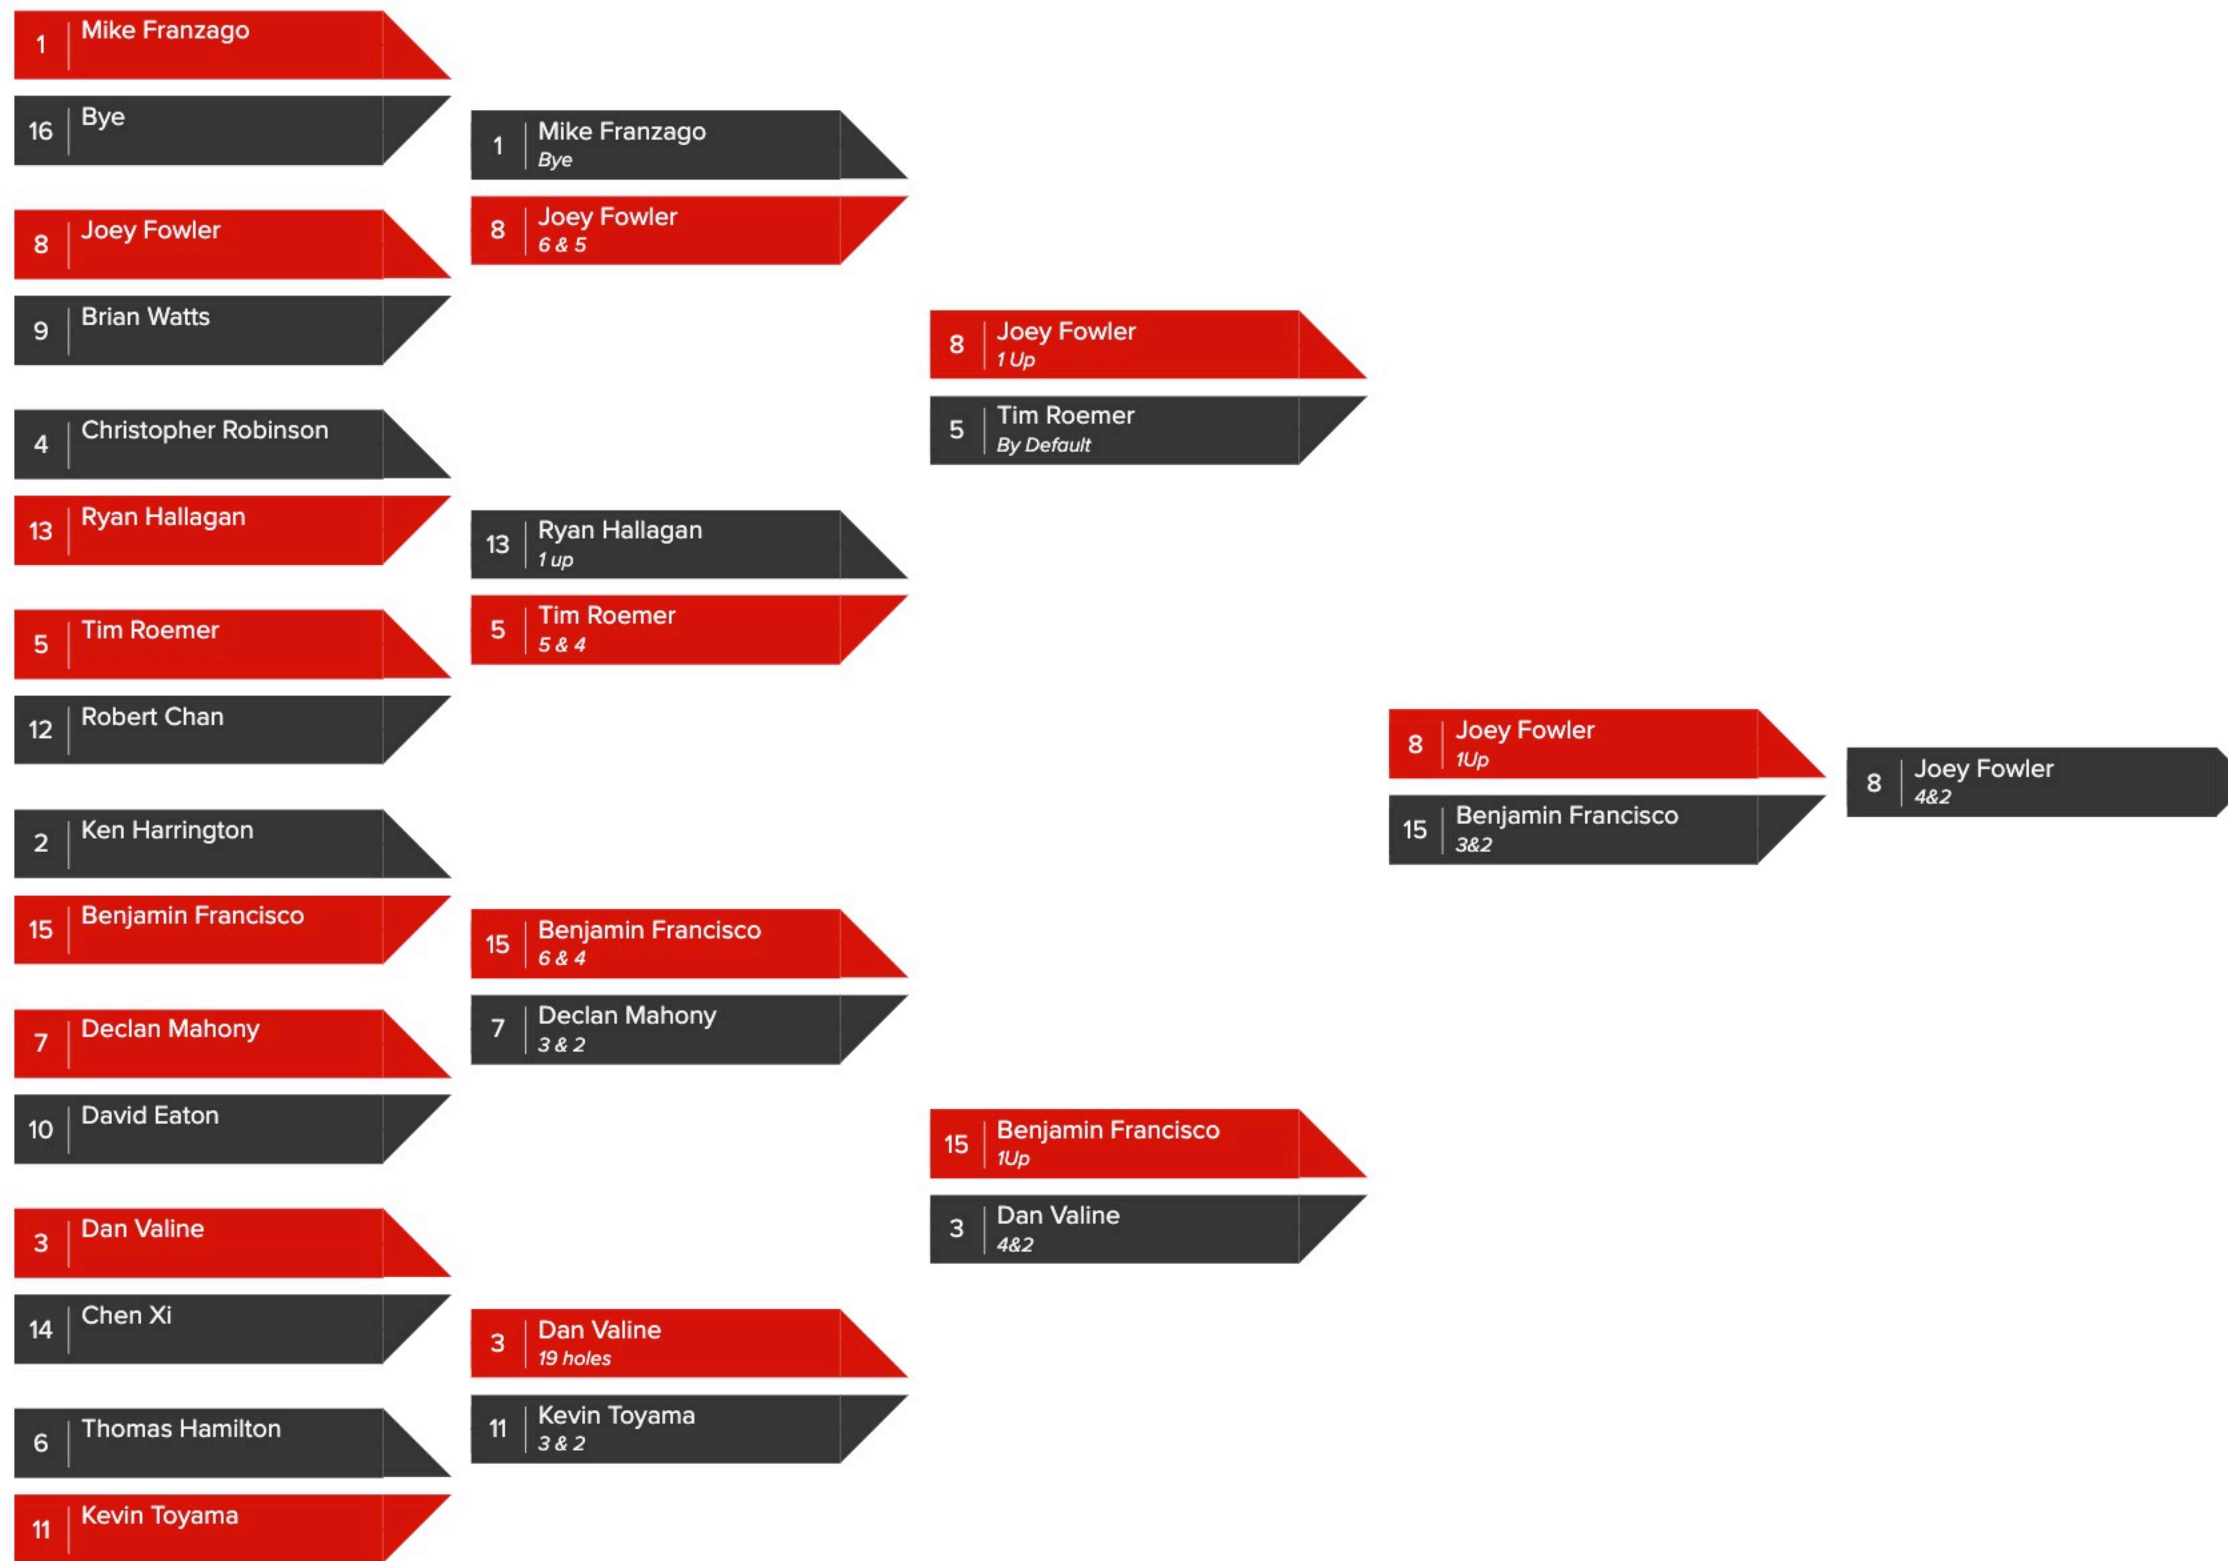 1 Mike Franzago
16 Bye
8 Joey Fowler
9 Brian Watts
4 Christopher Robinson
13 Ryan Hallagan
5 Tim Roemer
12 Robert Chan
2 Ken Harrington
15 Benjamin Francisco
7 Declan Mahony
10 David Eaton
3 Dan Valine
14 Chen Xi
6 Thomas Hamilton
11 Kevin Toyama
1 Mike Franzago
Bye
8 Joey Fowler
6 & 5
13 Ryan Hallagan
1 up
5 Tim Roemer
5 & 4
15 Benjamin Francisco
6 & 4
7 Declan Mahony
3 & 2
3 Dan Valine
19 holes
11 Kevin Toyama
3 & 2
8 Joey Fowler
1 Up
5 Tim Roemer
By Default
15 Benjamin Francisco
1Up
3 Dan Valine
4&2
8 Joey Fowler
1Up
15 Benjamin Francisco
3&2
8 Joey Fowler
4&2